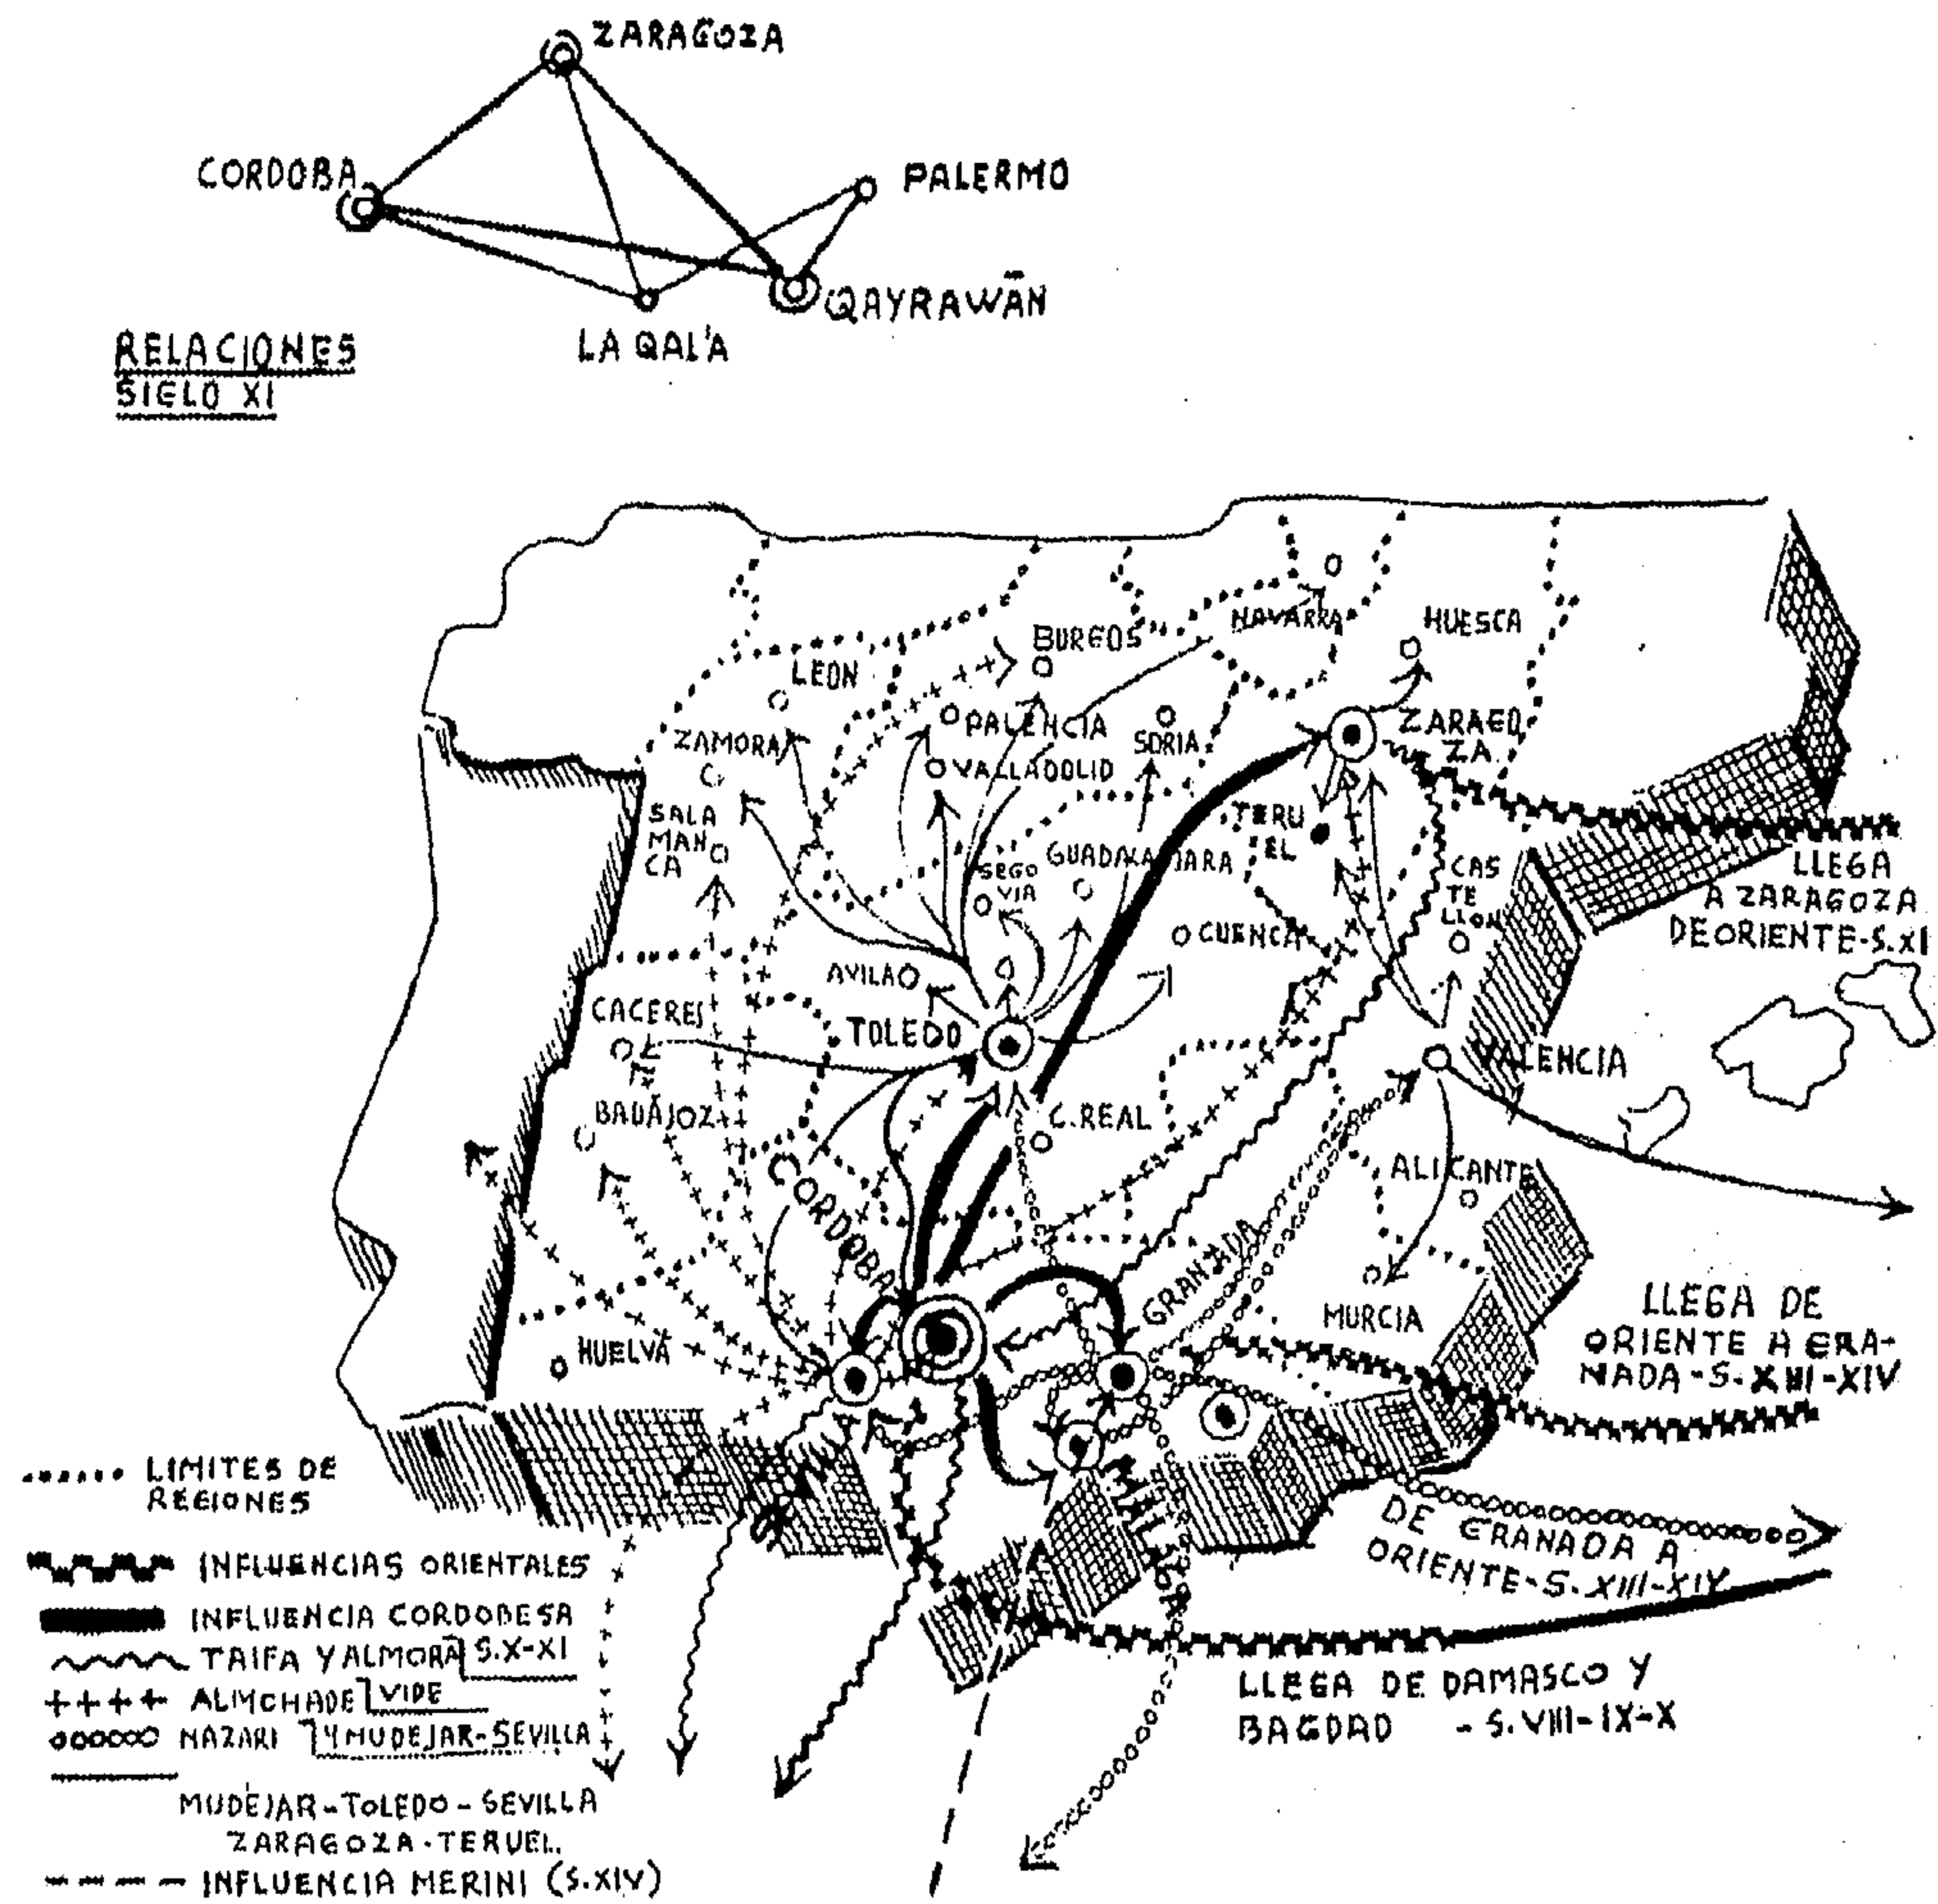 ZARAGOZA
CORDOBA
PALERMO
QAYRAWĀN
LA QAL'A
RELACIONES
SIGLO XI
NAVARRA
HUESCA
BURGOS
LEON
PALENCIA
ZAMORA
SORIA
ZARAGO
ZA
VALLADOLID
SALA
MAN
CA
TERU
EL
SEGO
VIA
GUADALAJARA
CAS
TE
LLON
LLEGA
A ZARAGOZA
DE ORIENTE-S.XI
CUENCA
AVILA
CACERES
TOLEDO
VALENCIA
BADAJOZ
C.REAL
ALICANTE
CORDOBA
GRANADA
MURCIA
LLEGA DE
ORIENTE A GRA-
NADA-S.XIII-XIV
HUELVA
MALAGA
DE GRANADA A
ORIENTE-S.XIII-XIV
LLEGA DE DAMASCO Y
BAGDAD -S.VIII-IX-X
LIMITES DE
REGIONES
INFLUENCIAS ORIENTALES
INFLUENCIA CORDOBESA
TAIFA Y ALMORA S.X-XI
ALMOHADE VIDE
NAZARI Y MUDEJAR-SEVILLA
MUDÉJAR-TOLEDO-SEVILLA
ZARAGOZA-TERUEL.
INFLUENCIA MERINI (S.XIV)